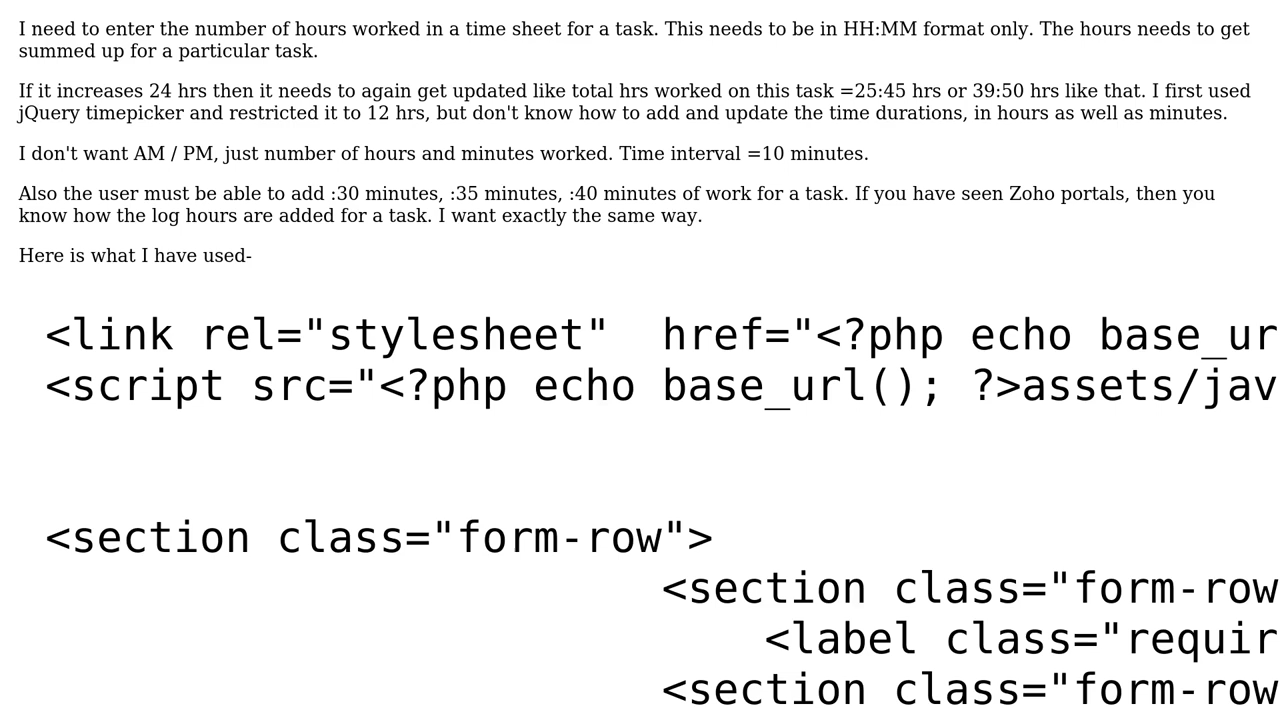 I need to enter the number of hours worked in a time sheet for a task. This needs to be in HH:MM format only. The hours needs to get
summed up for a particular task.
If it increases 24 hrs then it needs to again get updated like total hrs worked on this task =25:45 hrs or 39:50 hrs like that. I first used
jQuery timepicker and restricted it to 12 hrs, but don't know how to add and update the time durations, in hours as well as minutes.
I don't want AM / PM, just number of hours and minutes worked. Time interval =10 minutes.
Also the user must be able to add :30 minutes, :35 minutes, :40 minutes of work for a task. If you have seen Zoho portals, then you
know how the log hours are added for a task. I want exactly the same way.
Here is what I have used-
<link rel="stylesheet"  href="<?php echo base_ur
<script src="<?php echo base_url(); ?>assets/jav
<section class="form-row">
<section class="form-row
<label class="requir
<section class="form-row